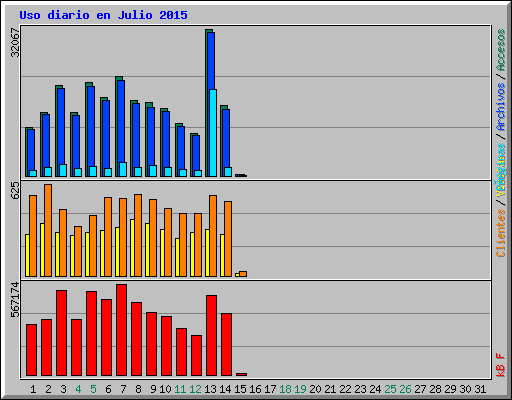 Uso diario en Julio 2015
32067
625
567174
Accesos
/ Archivos /
Clientes /
kB F
1 2 3 4 5 6 7 8 9 10 11 12 13 14 15 16 17 18 19 20 21 22 23 24 25 26 27 28 29 30 31